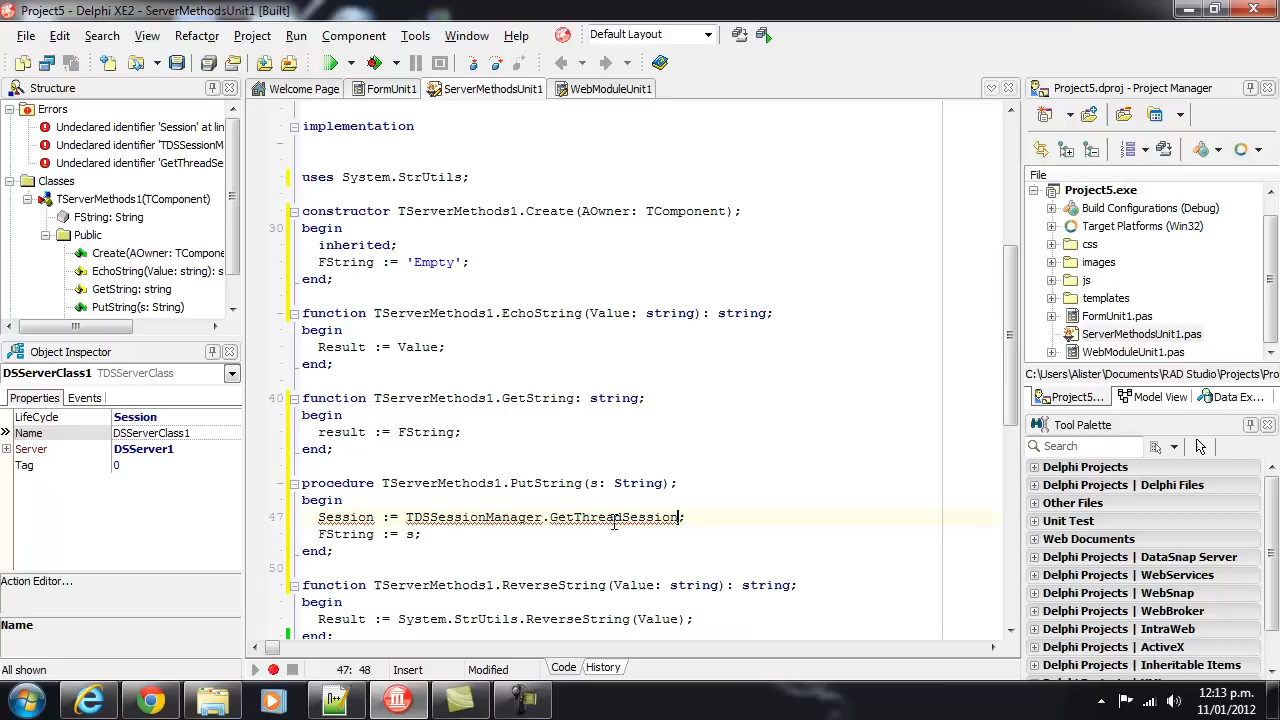 Project5 - Delphi XE2 - ServerMethodsUnit1 [Built]
File Edit Search View Refactor Project Run Component Tools Window Help Default Layout
Structure
Errors
Undeclared identifier 'Session' at lin
Undeclared identifier 'TDSSessionM
Undeclared identifier 'GetThreadSe
Classes
TServerMethods1(TComponent)
FString: String
Public
Create(AOwner: TCompone
EchoString(Value: string): s
GetString: string
PutString(s: String)
Object Inspector
DSServerClass1 TDSServerClass
Properties Events
LifeCycle Session
Name DSServerClass1
Server DSServer1
Tag 0
Action Editor...
Name
All shown
Welcome Page FormUnit1 ServerMethodsUnit1 WebModuleUnit1
implementation
uses System.StrUtils;
constructor TServerMethods1.Create(AOwner: TComponent);
30 begin
inherited;
FString := 'Empty';
end;
function TServerMethods1.EchoString(Value: string): string;
begin
Result := Value;
end;
40 function TServerMethods1.GetString: string;
begin
result := FString;
end;
procedure TServerMethods1.PutString(s: String);
begin
47 Session := TDSSessionManager.GetThreadSession;
FString := s;
end;
50
function TServerMethods1.ReverseString(Value: string): string;
begin
Result := System.StrUtils.ReverseString(Value);
end;
47: 48 Insert Modified Code History
Project5.dproj - Project Manager
File
Project5.exe
Build Configurations (Debug)
Target Platforms (Win32)
css
images
js
templates
FormUnit1.pas
ServerMethodsUnit1.pas
WebModuleUnit1.pas
C:\Users\Alister\Documents\RAD Studio\Projects\Pro
Project5... Model View Data Ex...
Tool Palette
Search
Delphi Projects
Delphi Projects | Delphi Files
Other Files
Unit Test
Web Documents
Delphi Projects | DataSnap Server
Delphi Projects | WebServices
Delphi Projects | WebSnap
Delphi Projects | WebBroker
Delphi Projects | IntraWeb
Delphi Projects | ActiveX
Delphi Projects | Inheritable Items
12:13 p.m.
11/01/2012